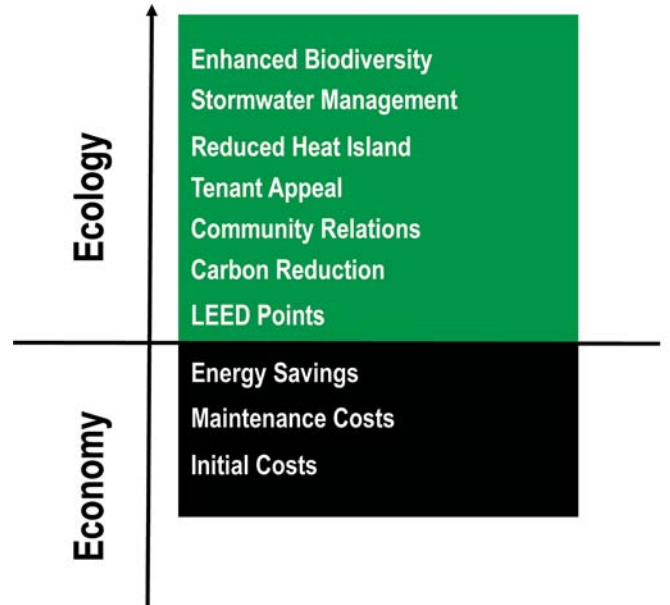 Ecology
Enhanced Biodiversity
Stormwater Management
Reduced Heat Island
Tenant Appeal
Community Relations
Carbon Reduction
LEED Points
Economy
Energy Savings
Maintenance Costs
Initial Costs